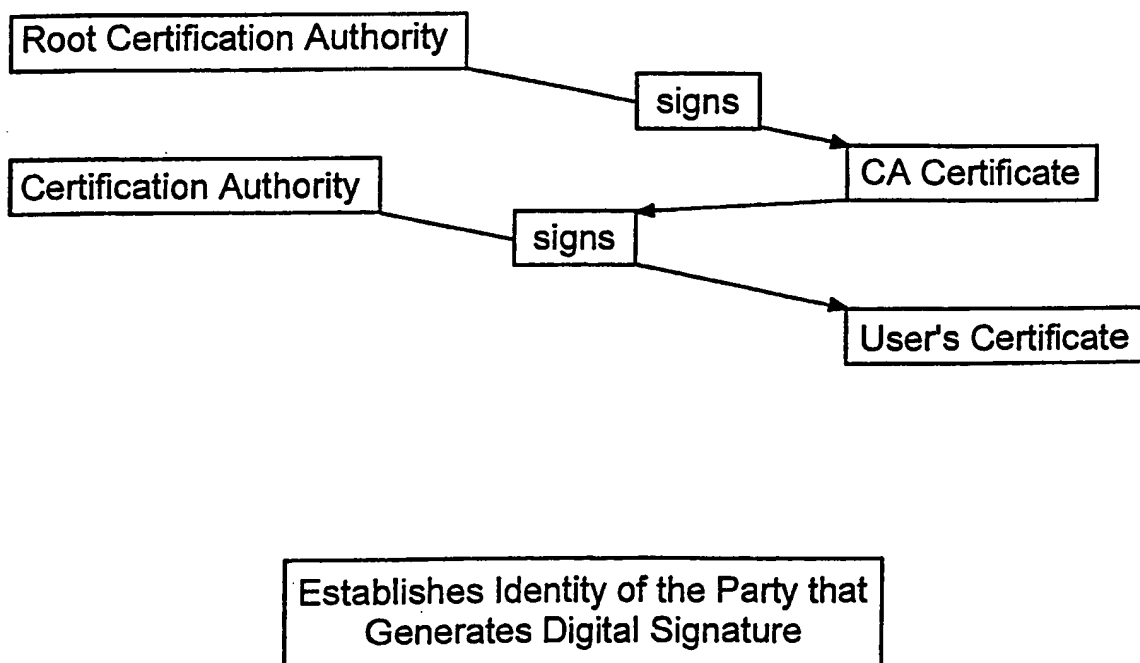 Root Certification Authority
signs
CA Certificate
Certification Authority
signs
User's Certificate
Establishes Identity of the Party that
Generates Digital Signature